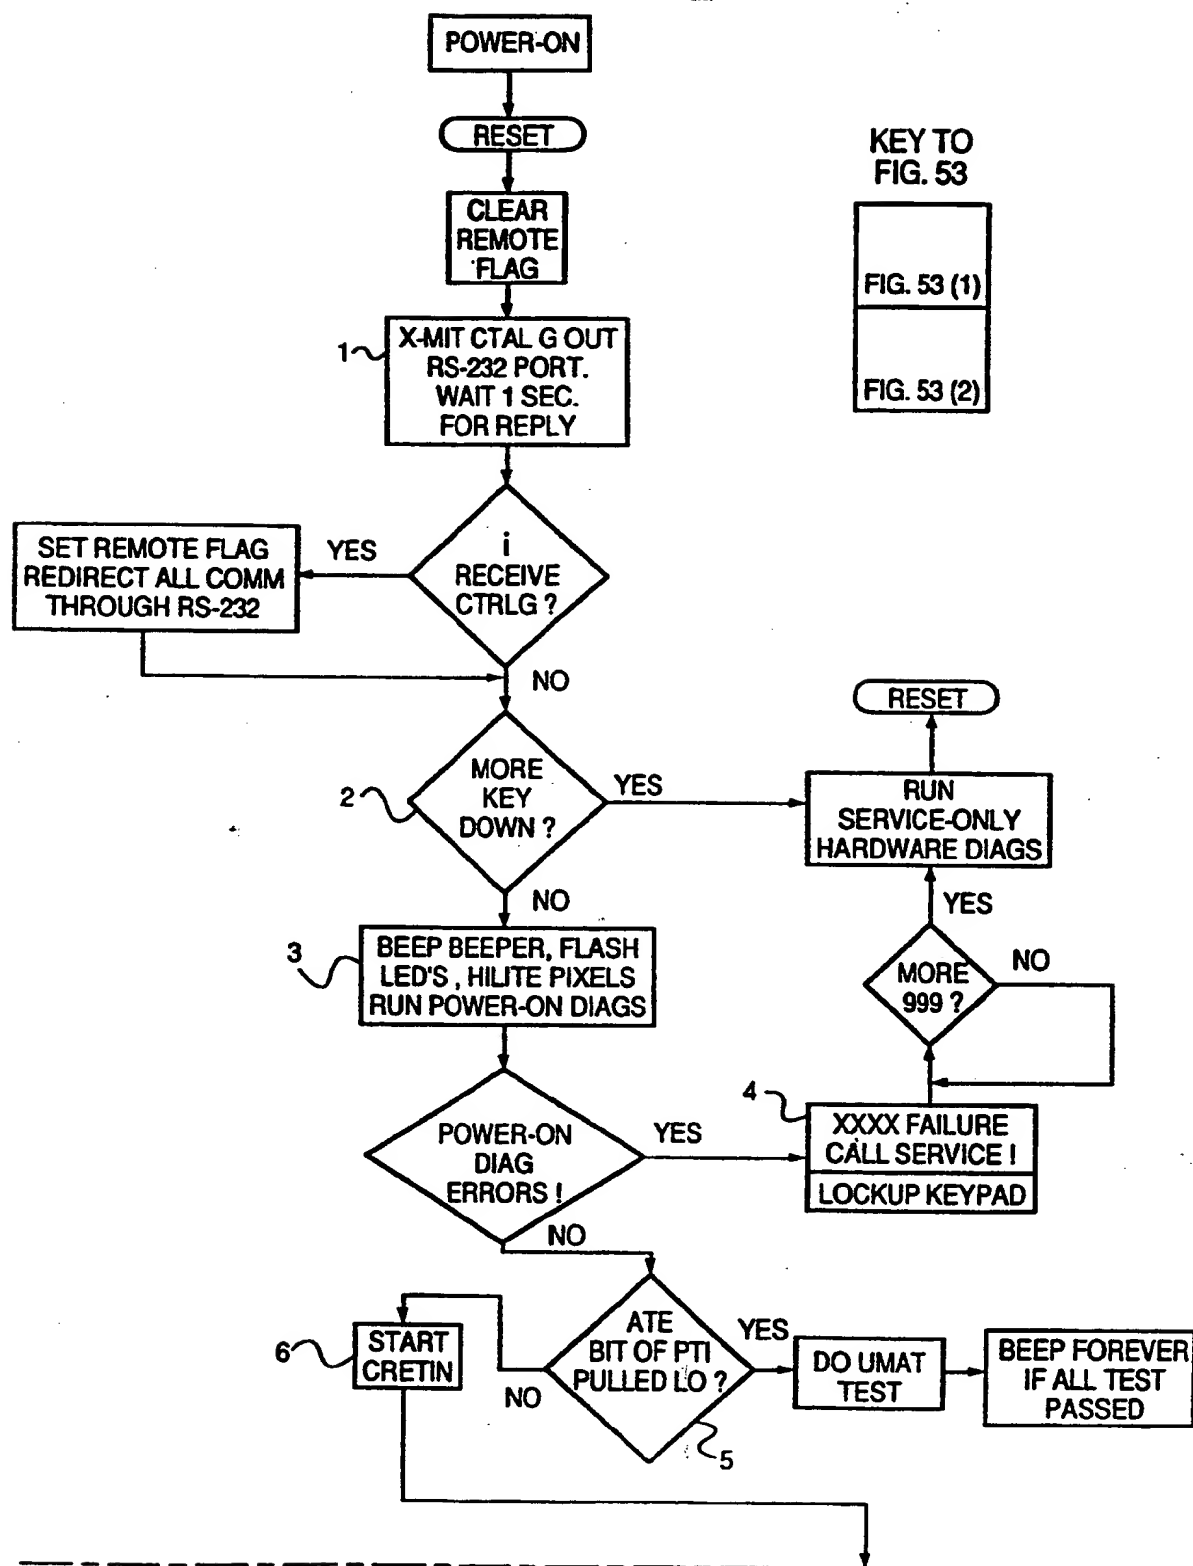 POWER-ON
RESET
KEY TO
FIG. 53
FIG. 53 (1)
FIG. 53 (2)
CLEAR
REMOTE
FLAG
1
X-MIT CTAL G OUT
RS-232 PORT.
WAIT 1 SEC.
FOR REPLY
i
RECEIVE
CTRLG ?
YES
SET REMOTE FLAG
REDIRECT ALL COMM
THROUGH RS-232
NO
2
MORE
KEY
DOWN ?
YES
RESET
RUN
SERVICE-ONLY
HARDWARE DIAGS
YES
MORE
999 ?
NO
NO
3
BEEP BEEPER, FLASH
LED'S , HILITE PIXELS
RUN POWER-ON DIAGS
POWER-ON
DIAG
ERRORS !
YES
4
XXXX FAILURE
CALL SERVICE !
LOCKUP KEYPAD
NO
ATE
BIT OF PTI
PULLED LO ?
5
YES
DO UMAT
TEST
BEEP FOREVER
IF ALL TEST
PASSED
NO
6
START
CRETIN